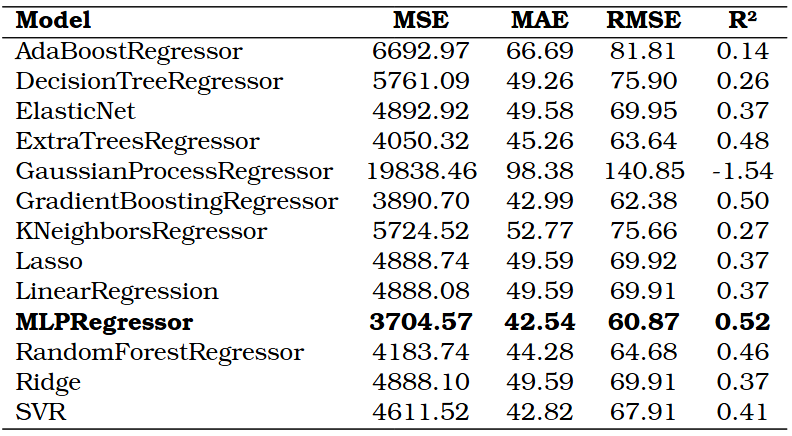 Model MSE MAE RMSE R²
AdaBoostRegressor 6692.97 66.69 81.81 0.14
DecisionTreeRegressor 5761.09 49.26 75.90 0.26
ElasticNet 4892.92 49.58 69.95 0.37
ExtraTreesRegressor 4050.32 45.26 63.64 0.48
GaussianProcessRegressor 19838.46 98.38 140.85 -1.54
GradientBoostingRegressor 3890.70 42.99 62.38 0.50
KNeighborsRegressor 5724.52 52.77 75.66 0.27
Lasso 4888.74 49.59 69.92 0.37
LinearRegression 4888.08 49.59 69.91 0.37
MLPRegressor 3704.57 42.54 60.87 0.52
RandomForestRegressor 4183.74 44.28 64.68 0.46
Ridge 4888.10 49.59 69.91 0.37
SVR 4611.52 42.82 67.91 0.41